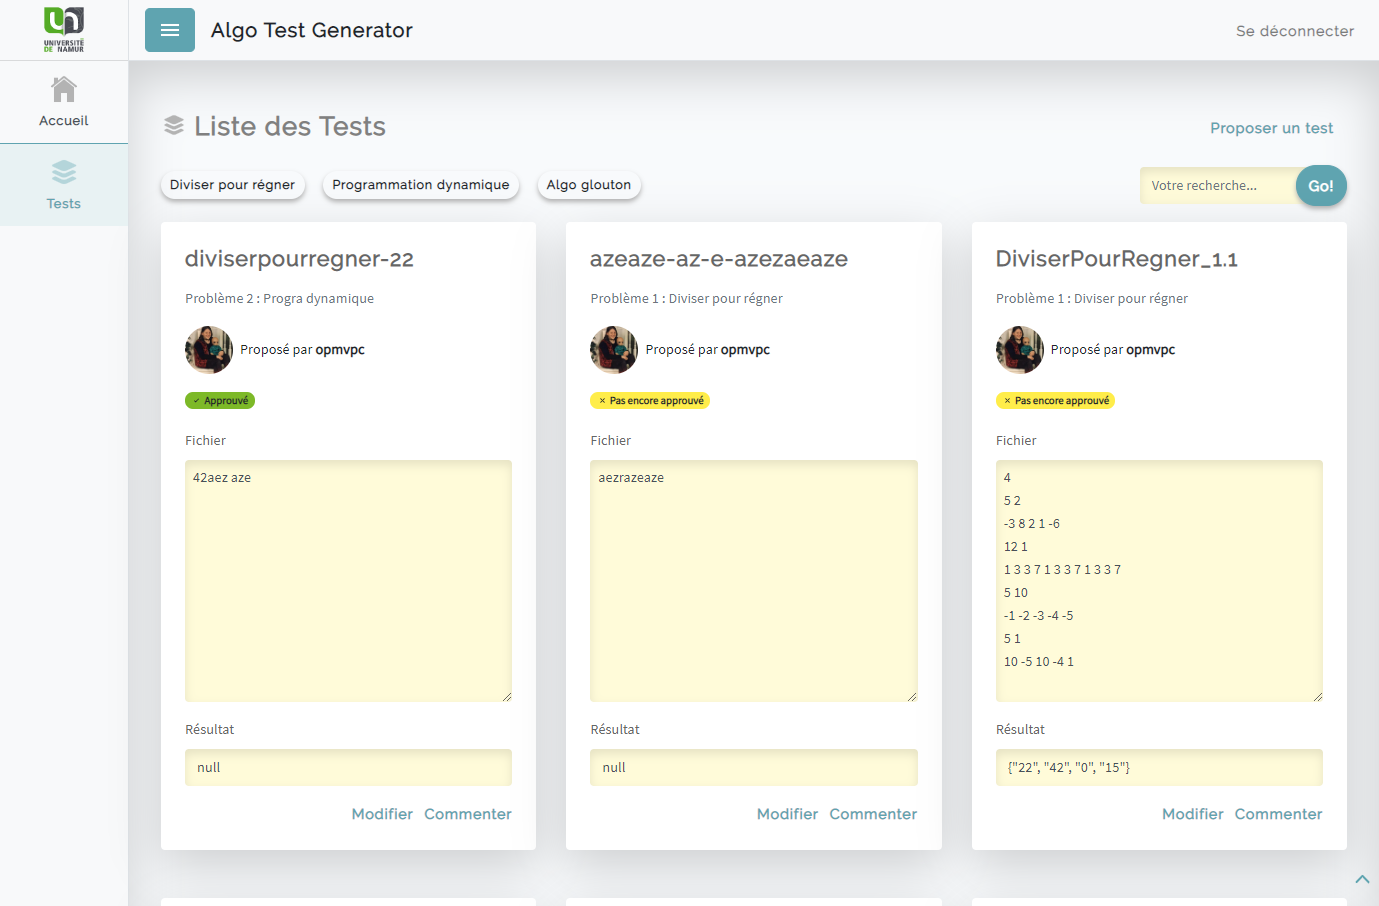 UNIVERSITÉ
DE NAMUR
Algo Test Generator
Se déconnecter
Accueil
Tests
Liste des Tests
Proposer un test
Diviser pour régner
Programmation dynamique
Algo glouton
Votre recherche...
Go!
diviserpourregner-22
Problème 2 : Progra dynamique
Proposé par opmvpc
Approuvé
Fichier
42aez aze
Résultat
null
Modifier Commenter
azeaze-az-e-azezaeaze
Problème 1 : Diviser pour régner
Proposé par opmvpc
Pas encore approuvé
Fichier
aezrazeaze
Résultat
null
Modifier Commenter
DiviserPourRegner_1.1
Problème 1 : Diviser pour régner
Proposé par opmvpc
Pas encore approuvé
Fichier
4
5 2
-3 8 2 1 -6
12 1
1 3 3 7 1 3 3 7 1 3 3 7
5 10
-1 -2 -3 -4 -5
5 1
10 -5 10 -4 1
Résultat
{"22", "42", "0", "15"}
Modifier Commenter